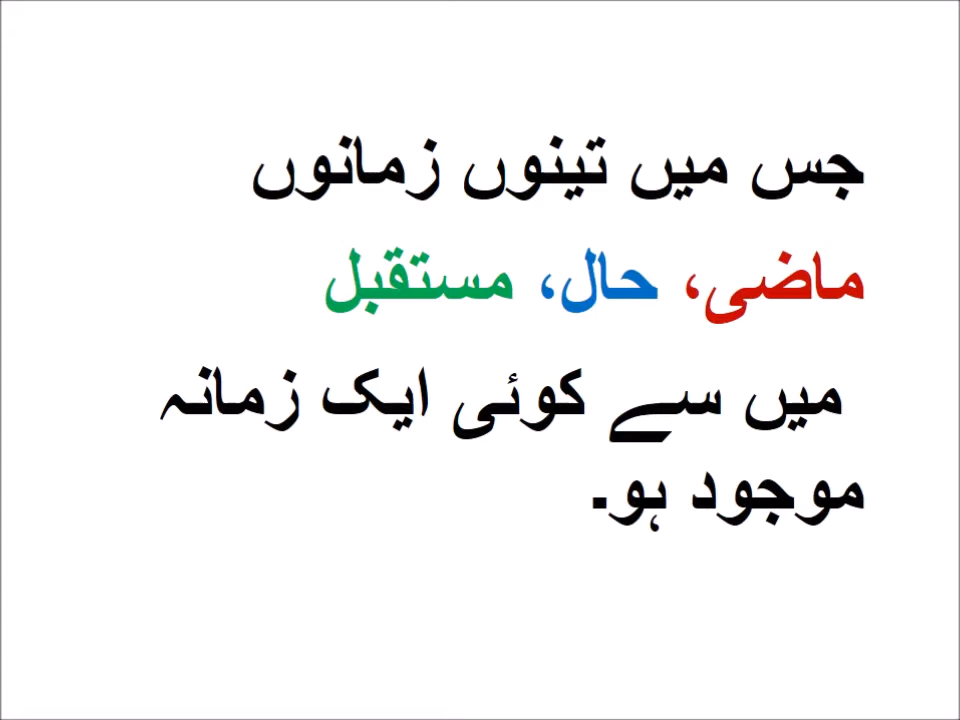 جس میں تینوں زمانوں
ماضی، حال، مستقبل
میں سے کوئی ایک زمانہ
موجود ہو۔